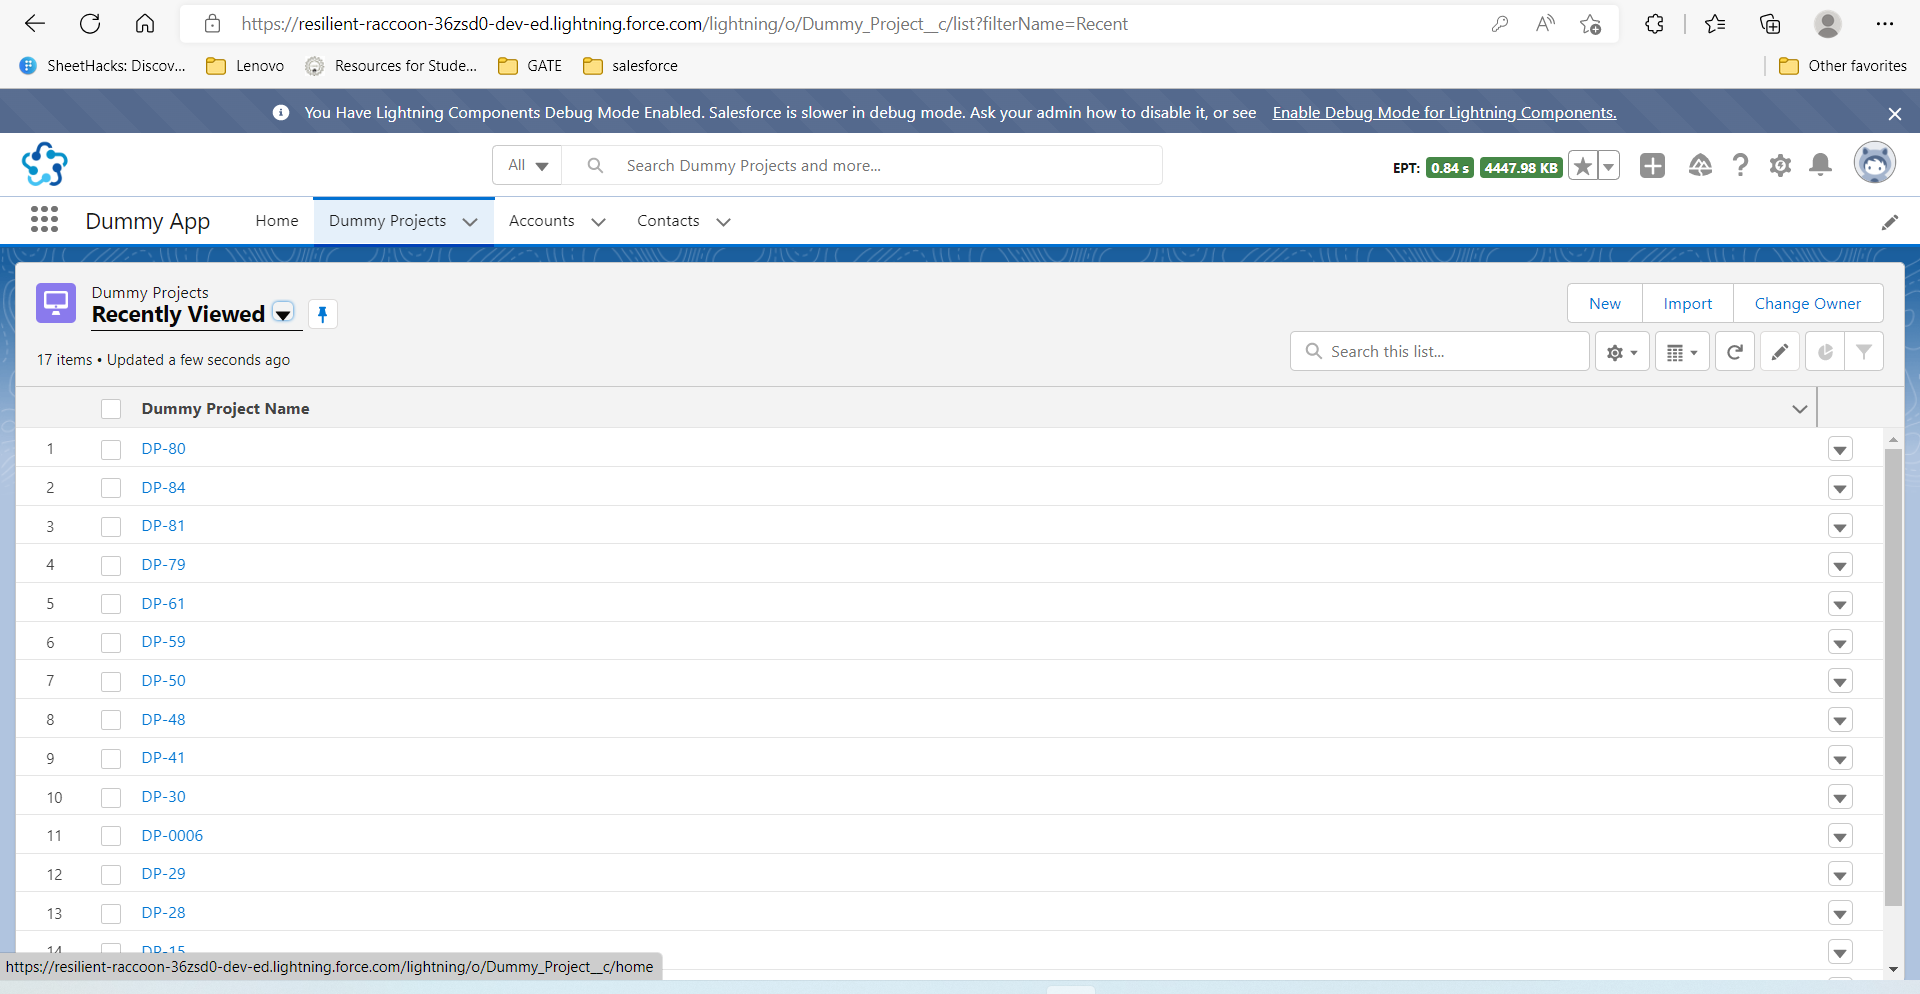 https://resilient-raccoon-36zsd0-dev-ed.lightning.force.com/lightning/o/Dummy_Project__c/list?filterName=Recent
SheetHacks: Discov... Lenovo Resources for Stude... GATE salesforce Other favorites
You Have Lightning Components Debug Mode Enabled. Salesforce is slower in debug mode. Ask your admin how to disable it, or see Enable Debug Mode for Lightning Components.
All Search Dummy Projects and more... EPT: 0.84 s 4447.98 KB
Dummy App Home Dummy Projects Accounts Contacts
Dummy Projects
Recently Viewed
New Import Change Owner
17 items • Updated a few seconds ago
Search this list...
Dummy Project Name
1 DP-80
2 DP-84
3 DP-81
4 DP-79
5 DP-61
6 DP-59
7 DP-50
8 DP-48
9 DP-41
10 DP-30
11 DP-0006
12 DP-29
13 DP-28
14 DP-15
https://resilient-raccoon-36zsd0-dev-ed.lightning.force.com/lightning/o/Dummy_Project__c/home